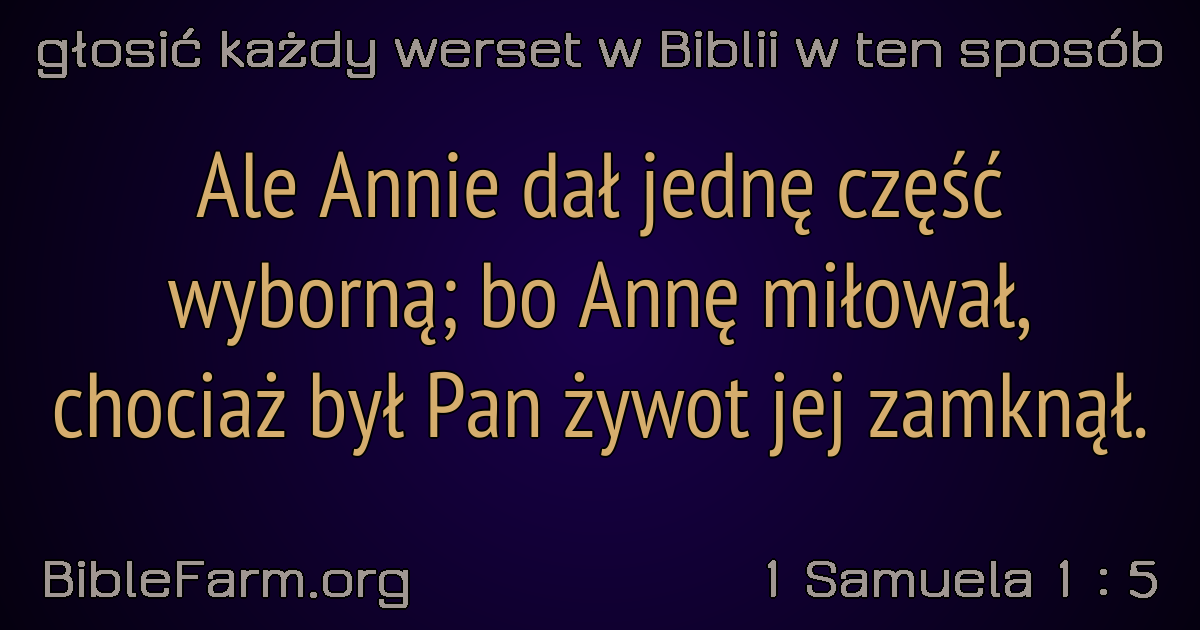 głosić każdy werset w Biblii w ten sposób
Ale Annie dał jednę część
wyborną; bo Annę miłował,
chociaż był Pan żywot jej zamknął.
BibleFarm.org
1 Samuela 1 : 5